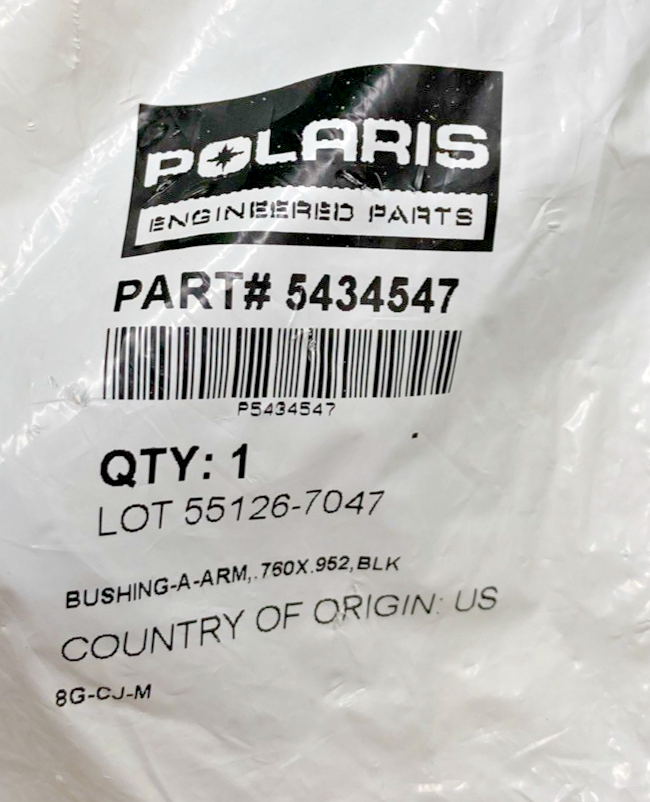 POLARIS
ENGINEERED PARTS
PART# 5434547
P5434547
QTY: 1
LOT 55126-7047
BUSHING-A-ARM,.760X.952,BLK
COUNTRY OF ORIGIN: US
8G-CJ-M